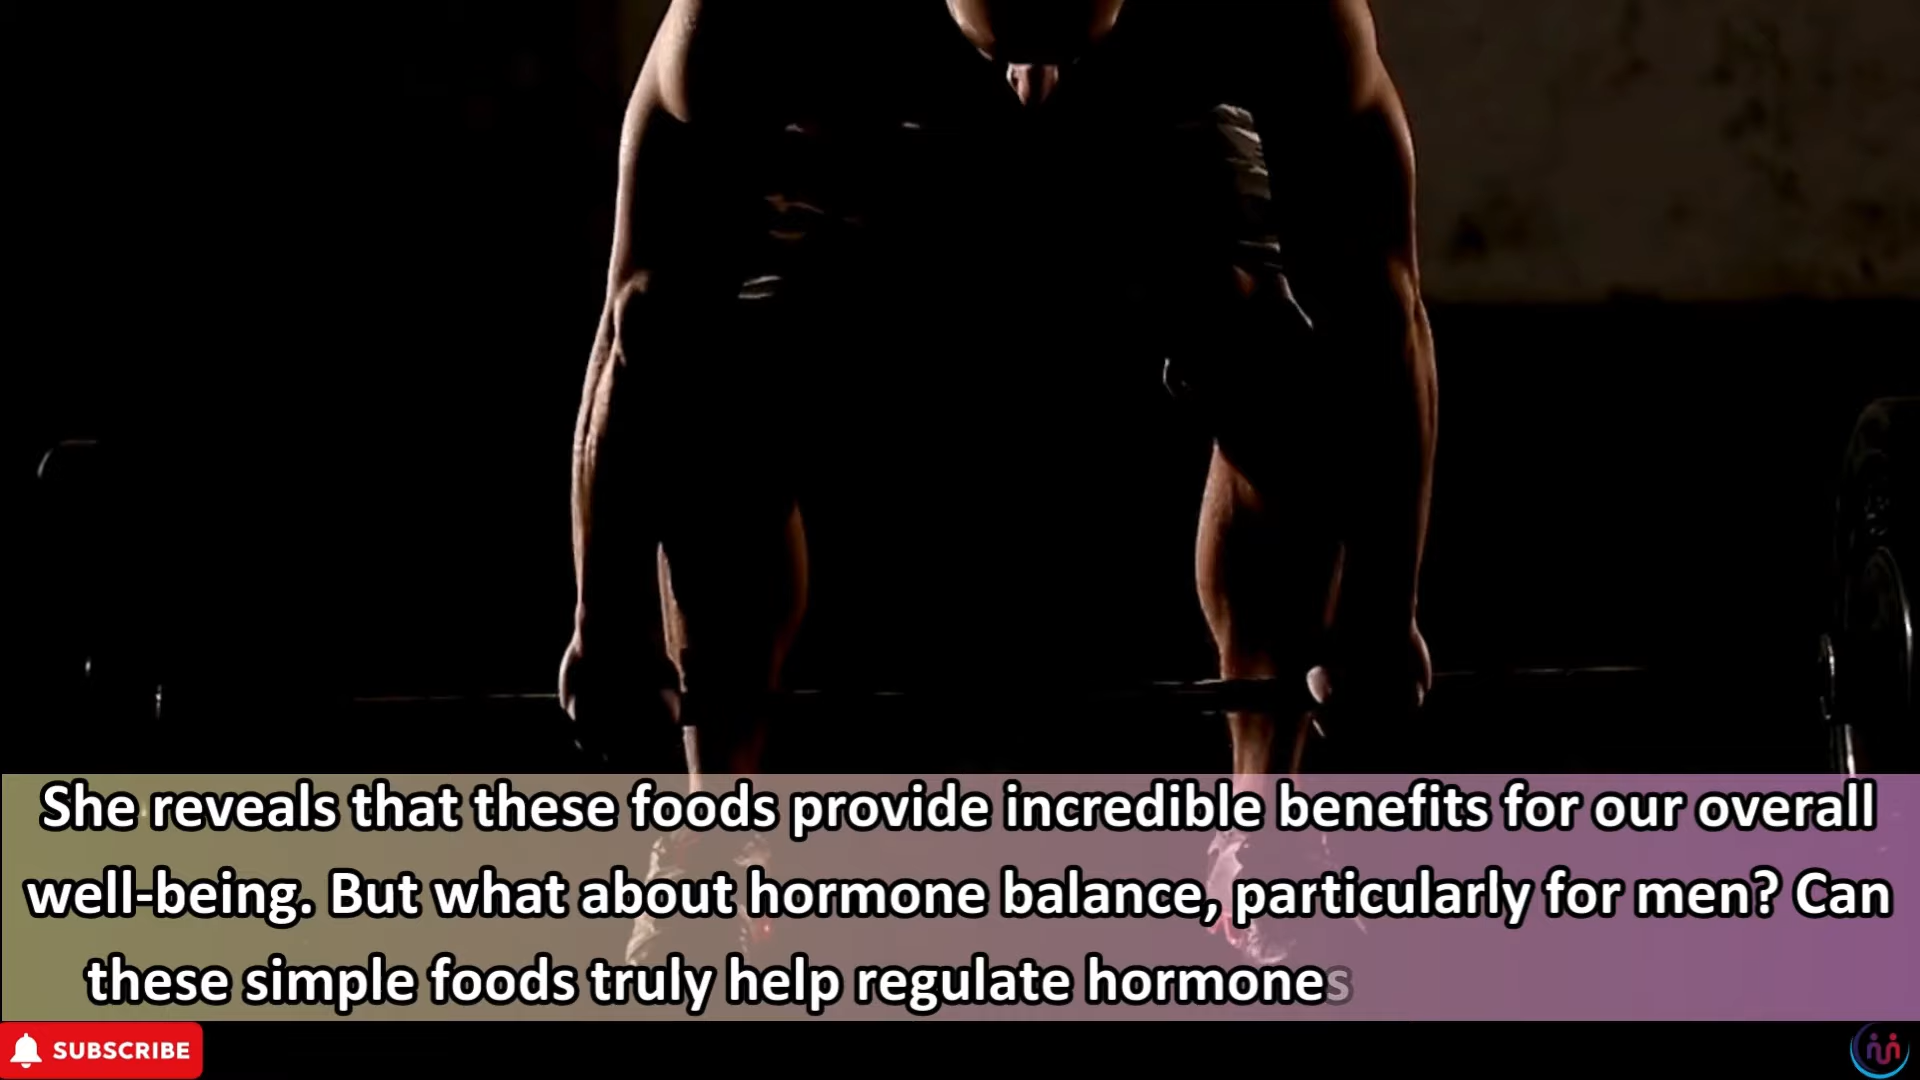 She reveals that these foods provide incredible benefits for our overall
well-being. But what about hormone balance, particularly for men? Can
these simple foods truly help regulate hormones
SUBSCRIBE